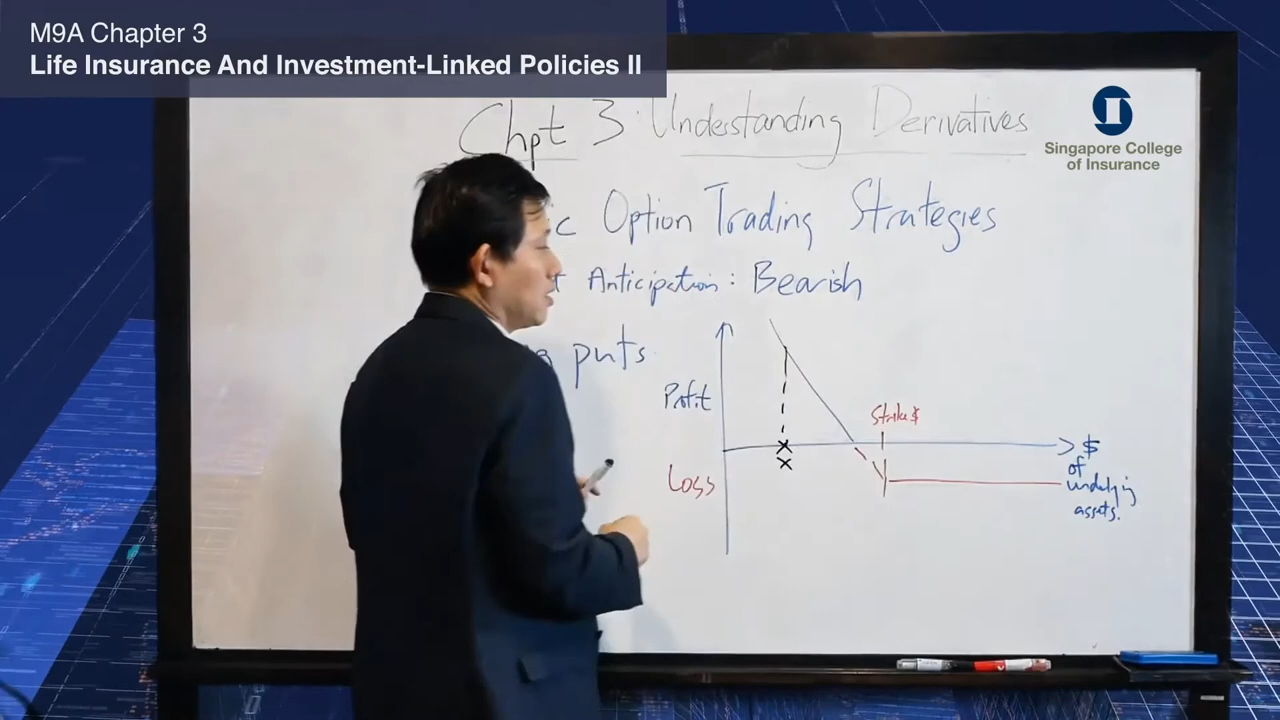 M9A Chapter 3
Life Insurance And Investment-Linked Policies II
Chpt 3: Understanding Derivatives
Singapore College
of Insurance
c Option Trading Strategies
t Anticipation: Bearish
puts
Profit
Strike $
$
of
underlying
assets.
Loss